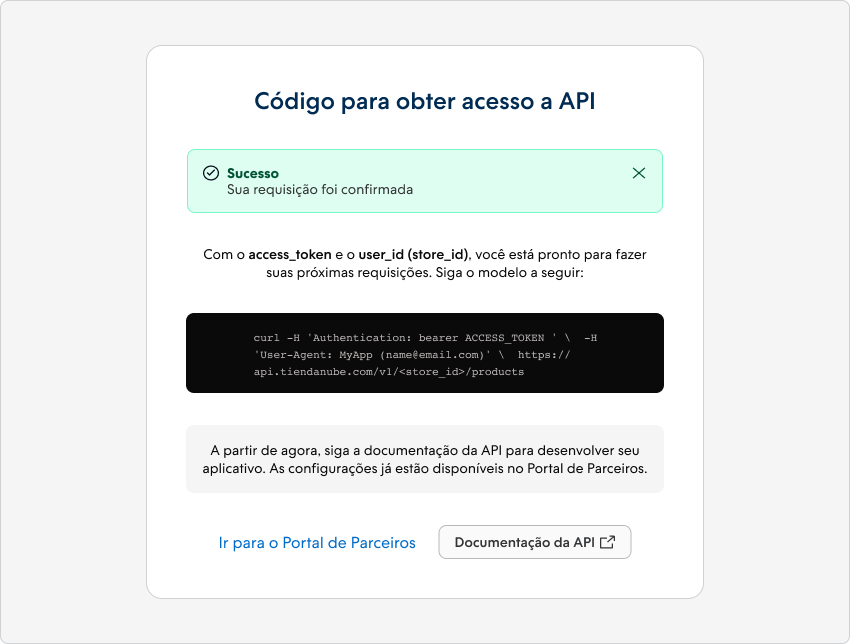 Código para obter acesso a API
Sucesso
Sua requisição foi confirmada
Com o access_token e o user_id (store_id), você está pronto para fazer
suas próximas requisições. Siga o modelo a seguir:
curl -H 'Authentication: bearer ACCESS_TOKEN ' \  -H
'User-Agent: MyApp (name@email.com)' \  https://
api.tiendanube.com/v1/<store_id>/products
A partir de agora, siga a documentação da API para desenvolver seu
aplicativo. As configurações já estão disponíveis no Portal de Parceiros.
Ir para o Portal de Parceiros
Documentação da API